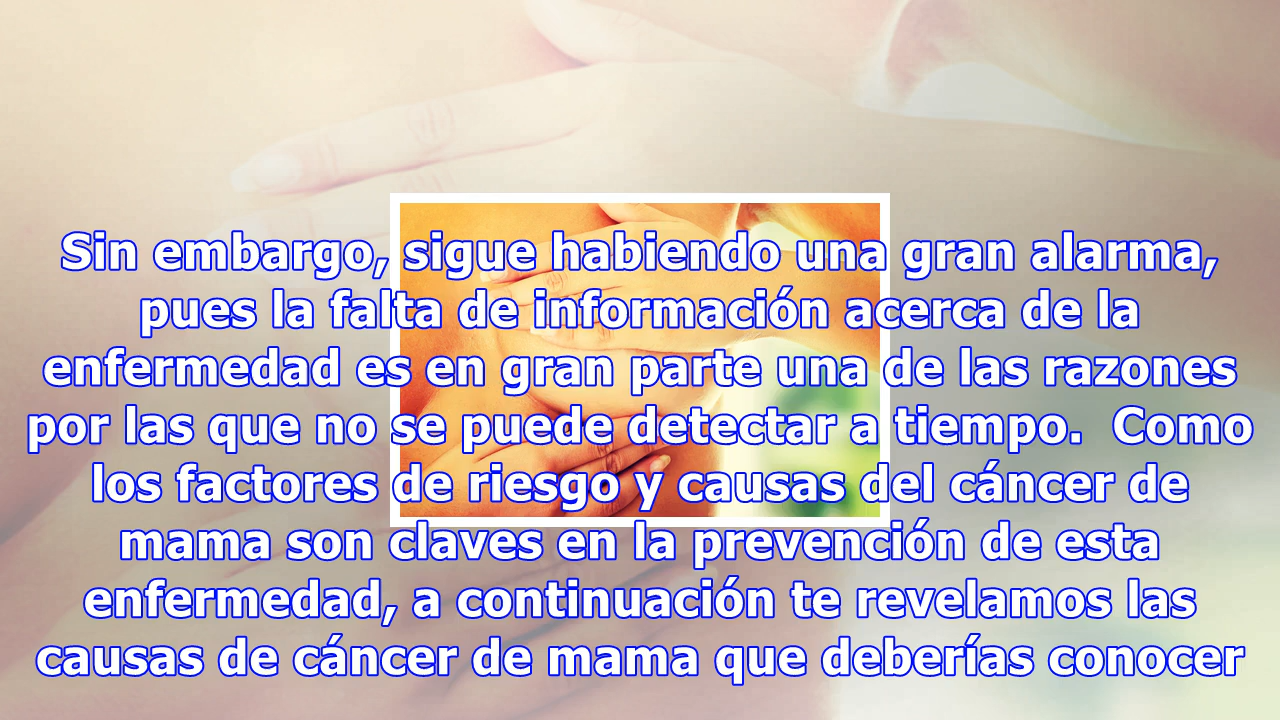 Sin embargo, sigue habiendo una gran alarma,
pues la falta de información acerca de la
enfermedad es en gran parte una de las razones
por las que no se puede detectar a tiempo.  Como
los factores de riesgo y causas del cáncer de
mama son claves en la prevención de esta
enfermedad, a continuación te revelamos las
causas de cáncer de mama que deberías conocer